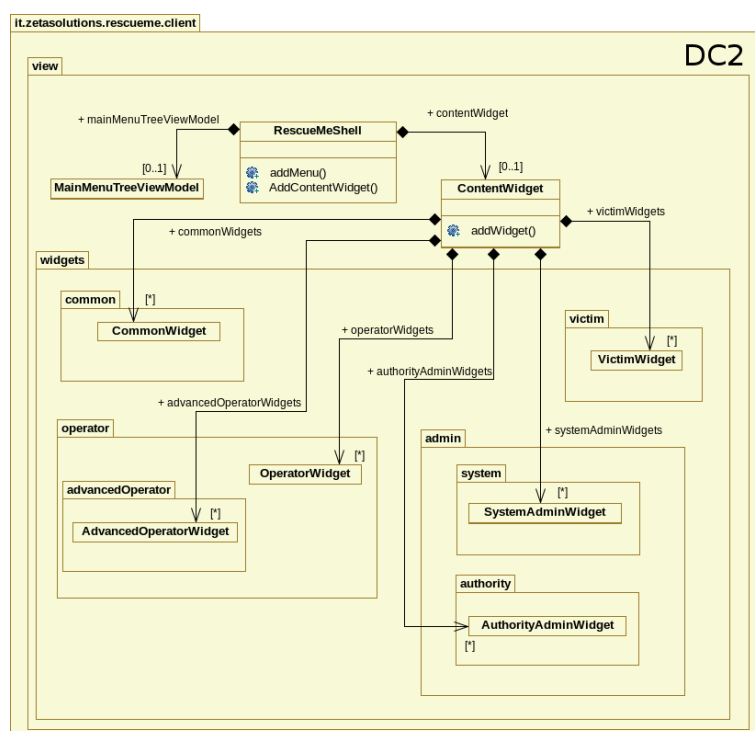 it.zetasolutions.rescueme.client
DC2
view
+ mainMenuTreeViewModel
RescueMeShell
+ contentWidget
addMenu()
AddContentWidget()
[0..1]
[0..1]
MainMenuTreeViewModel
ContentWidget
addWidget()
+ victimWidgets
+ commonWidgets
widgets
common
[*]
CommonWidget
+ operatorWidgets
victim
[*]
VictimWidget
+ authorityAdminWidgets
+ advancedOperatorWidgets
operator
+ systemAdminWidgets
admin
[*]
OperatorWidget
system
advancedOperator
[*]
SystemAdminWidget
[*]
AdvancedOperatorWidget
authority
AuthorityAdminWidget
[*]